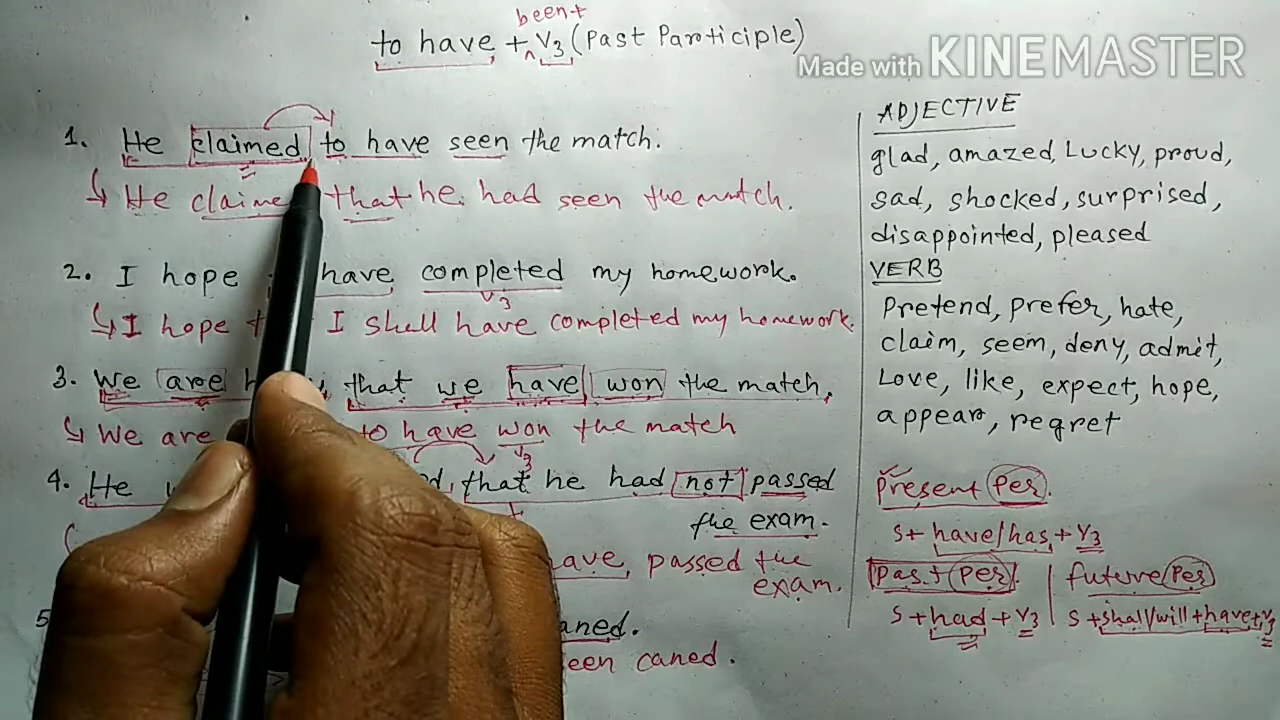 been+
to have + V3 (Past Participle)
Made with KINEMASTER
1. He claimed to have seen the match.
He claime that he had seen the match.
2. I hope have completed my homework.
V3
I hope I shall have completed my homework.
3. We are that we have won the match.
We are to have won the match
V3
4. He that he had not passed
the exam.
have, passed the
exam.
5
caned.
been caned.
ADJECTIVE
glad, amazed, Lucky, proud,
sad, shocked, surprised,
disappointed, pleased
VERB
Pretend, prefer, hate,
claim, seem, deny, admit,
Love, like, expect, hope,
appear, regret
Present Per.
S+ have/has + V3
Past Per.
S + had + V3
future Per
S + shall/will + have + V3